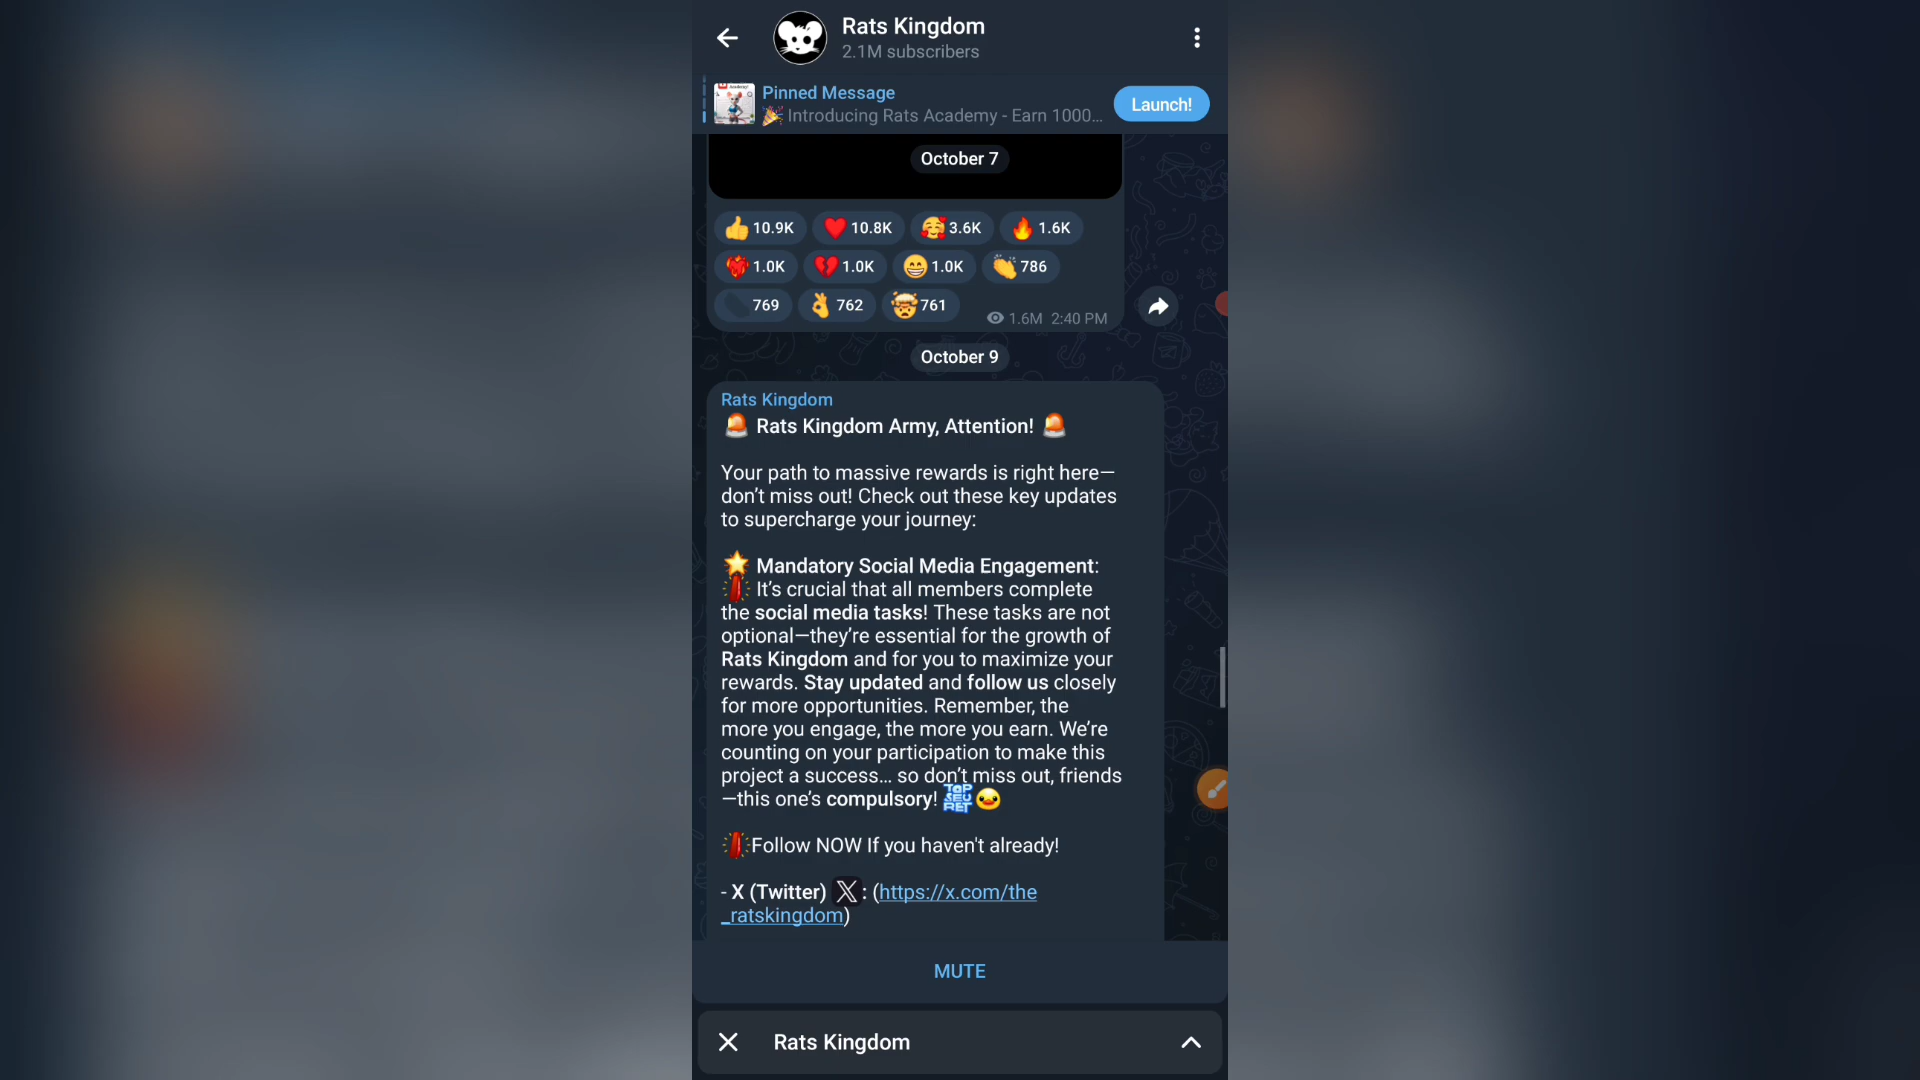 Rats Kingdom
2.1M subscribers
Pinned Message
🎉 Introducing Rats Academy - Earn 1000...
Launch!
October 7
👍 10.9K ❤️ 10.8K 🥰 3.6K 🔥 1.6K
1.0K 💔 1.0K 😁 1.0K 👏 786
769 👌 762 🤯 761
1.6M 2:40 PM
October 9
Rats Kingdom
🚨 Rats Kingdom Army, Attention! 🚨
Your path to massive rewards is right here—
don't miss out! Check out these key updates
to supercharge your journey:
🌟 Mandatory Social Media Engagement:
It's crucial that all members complete
the social media tasks! These tasks are not
optional—they're essential for the growth of
Rats Kingdom and for you to maximize your
rewards. Stay updated and follow us closely
for more opportunities. Remember, the
more you engage, the more you earn. We're
counting on your participation to make this
project a success... so don't miss out, friends
—this one's compulsory! TOP SECRET
Follow NOW If you haven't already!
- X (Twitter) X : (https://x.com/the
_ratskingdom)
MUTE
Rats Kingdom